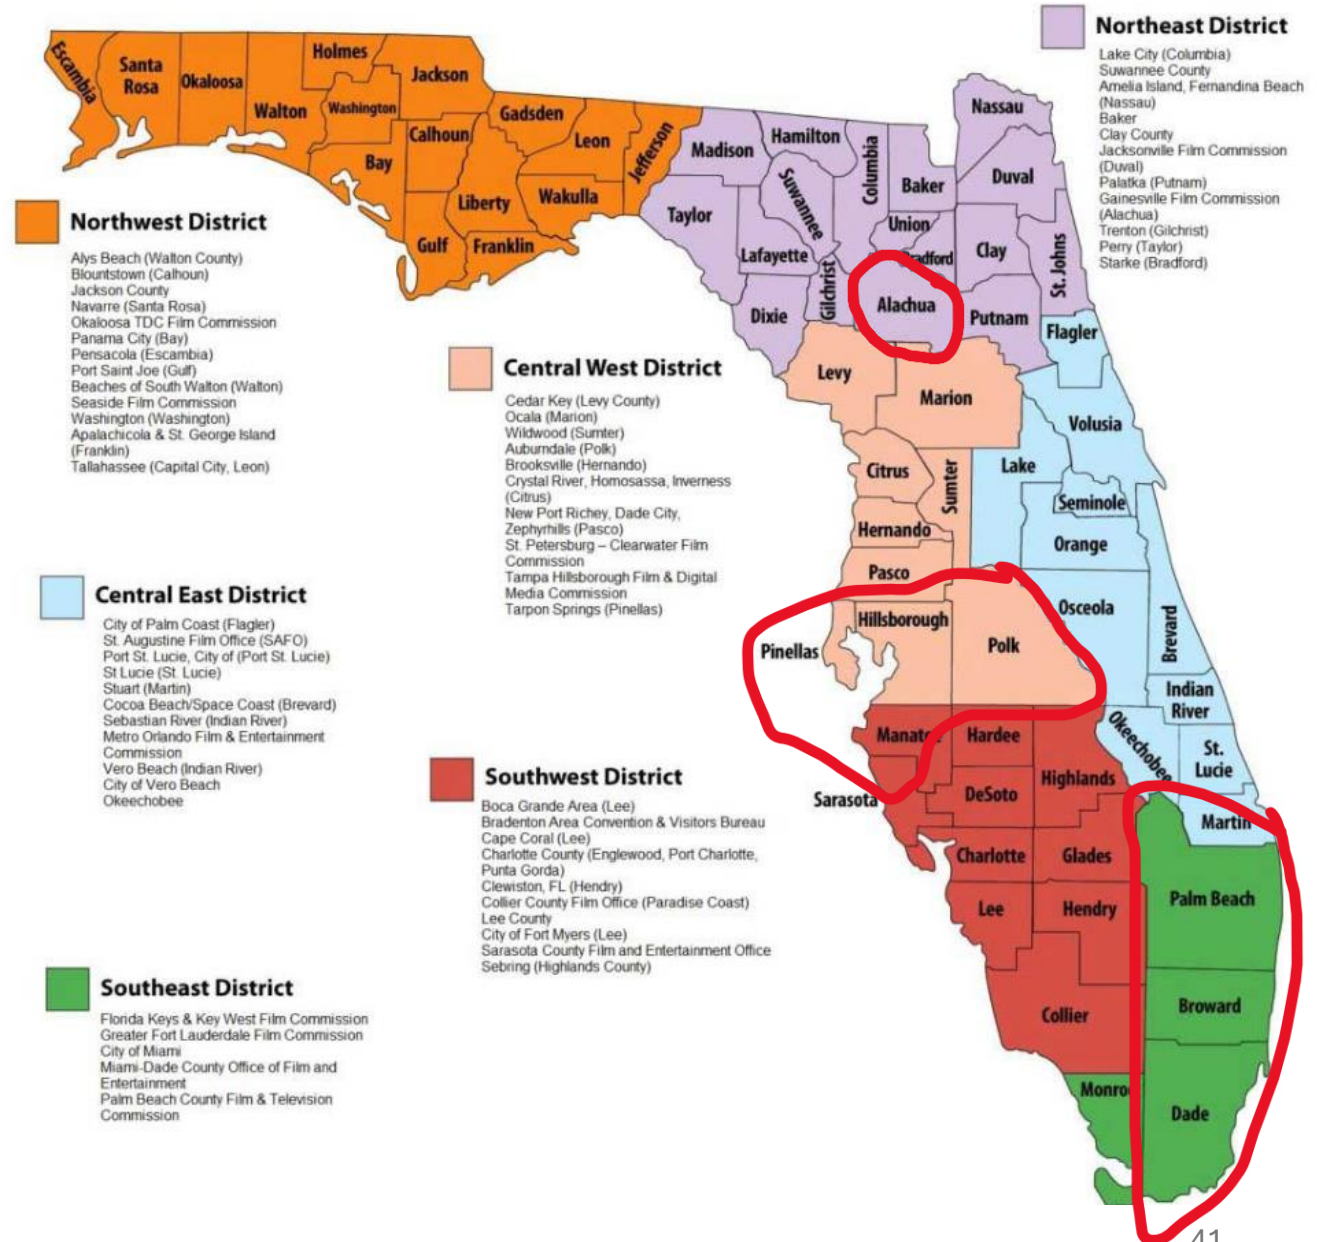 Northeast District
Lake City (Columbia)
Suwannee County
Amelia Island, Fernandina Beach
(Nassau)
Baker
Clay County
Jacksonville Film Commission
(Duval)
Palatka (Putnam)
Gainesville Film Commission
(Alachua)
Trenton (Gilchrist)
Perry (Taylor)
Starke (Bradford)
Escambia
Santa
Rosa
Okaloosa
Walton
Holmes
Washington
Jackson
Bay
Calhoun
Gulf
Liberty
Franklin
Gadsden
Leon
Wakulla
Jefferson
Madison
Taylor
Hamilton
Suwannee
Lafayette
Dixie
Columbia
Gilchrist
Baker
Union
Bradford
Alachua
Nassau
Duval
Clay
Putnam
St. Johns
Flagler
Northwest District
Alys Beach (Walton County)
Blountstown (Calhoun)
Jackson County
Navarre (Santa Rosa)
Okaloosa TDC Film Commission
Panama City (Bay)
Pensacola (Escambia)
Port Saint Joe (Gulf)
Beaches of South Walton (Walton)
Seaside Film Commission
Washington (Washington)
Apalachicola & St. George Island
(Franklin)
Tallahassee (Capital City, Leon)
Central West District
Cedar Key (Levy County)
Ocala (Marion)
Wildwood (Sumter)
Auburndale (Polk)
Brooksville (Hernando)
Crystal River, Homosassa, Inverness
(Citrus)
New Port Richey, Dade City,
Zephyrhills (Pasco)
St. Petersburg – Clearwater Film
Commission
Tampa Hillsborough Film & Digital
Media Commission
Tarpon Springs (Pinellas)
Levy
Marion
Citrus
Sumter
Hernando
Pasco
Hillsborough
Pinellas
Polk
Volusia
Lake
Seminole
Orange
Osceola
Brevard
Indian
River
Okeechobee
St.
Lucie
Martin
Central East District
City of Palm Coast (Flagler)
St. Augustine Film Office (SAFO)
Port St. Lucie, City of (Port St. Lucie)
St Lucie (St. Lucie)
Stuart (Martin)
Cocoa Beach/Space Coast (Brevard)
Sebastian River (Indian River)
Metro Orlando Film & Entertainment
Commission
Vero Beach (Indian River)
City of Vero Beach
Okeechobee
Southwest District
Boca Grande Area (Lee)
Bradenton Area Convention & Visitors Bureau
Cape Coral (Lee)
Charlotte County (Englewood, Port Charlotte,
Punta Gorda)
Clewiston, FL (Hendry)
Collier County Film Office (Paradise Coast)
Lee County
City of Fort Myers (Lee)
Sarasota County Film and Entertainment Office
Sebring (Highlands County)
Manatee
Hardee
Highlands
Sarasota
DeSoto
Charlotte
Glades
Lee
Hendry
Collier
Palm Beach
Broward
Monroe
Dade
Southeast District
Florida Keys & Key West Film Commission
Greater Fort Lauderdale Film Commission
City of Miami
Miami-Dade County Office of Film and
Entertainment
Palm Beach County Film & Television
Commission
41